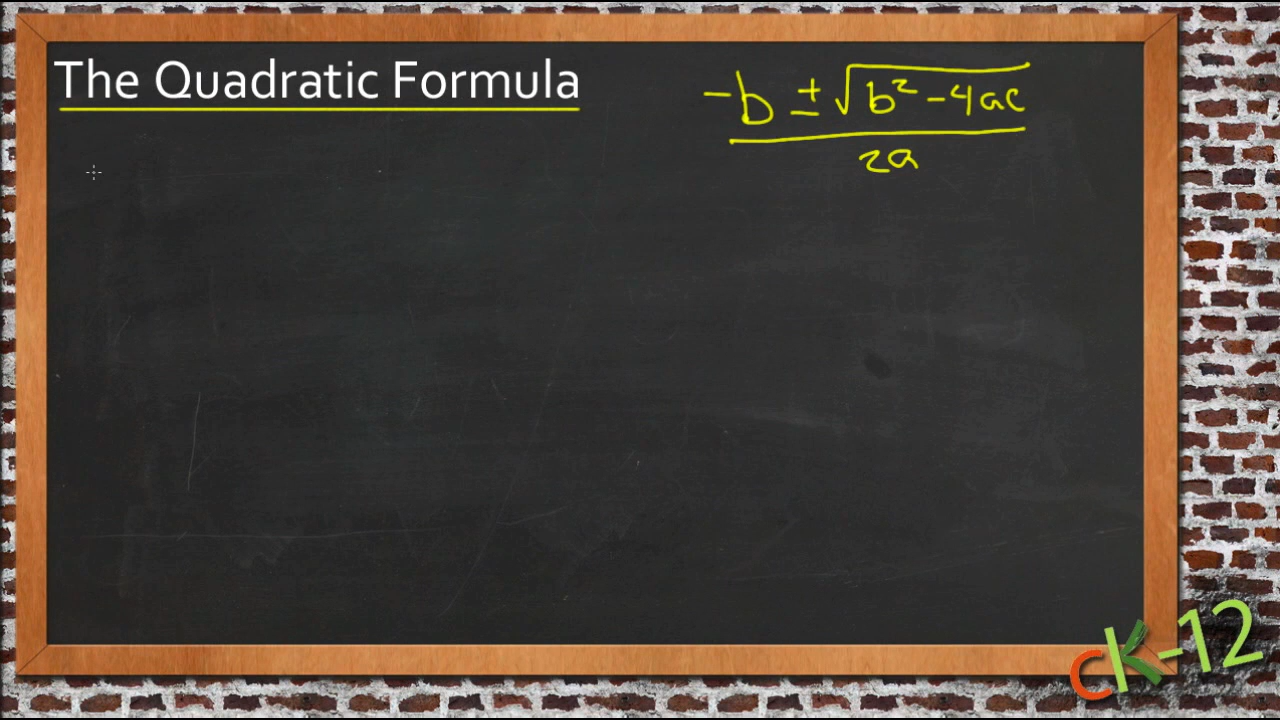 The Quadratic Formula
-b ± √b² - 4ac
2a
CK-12